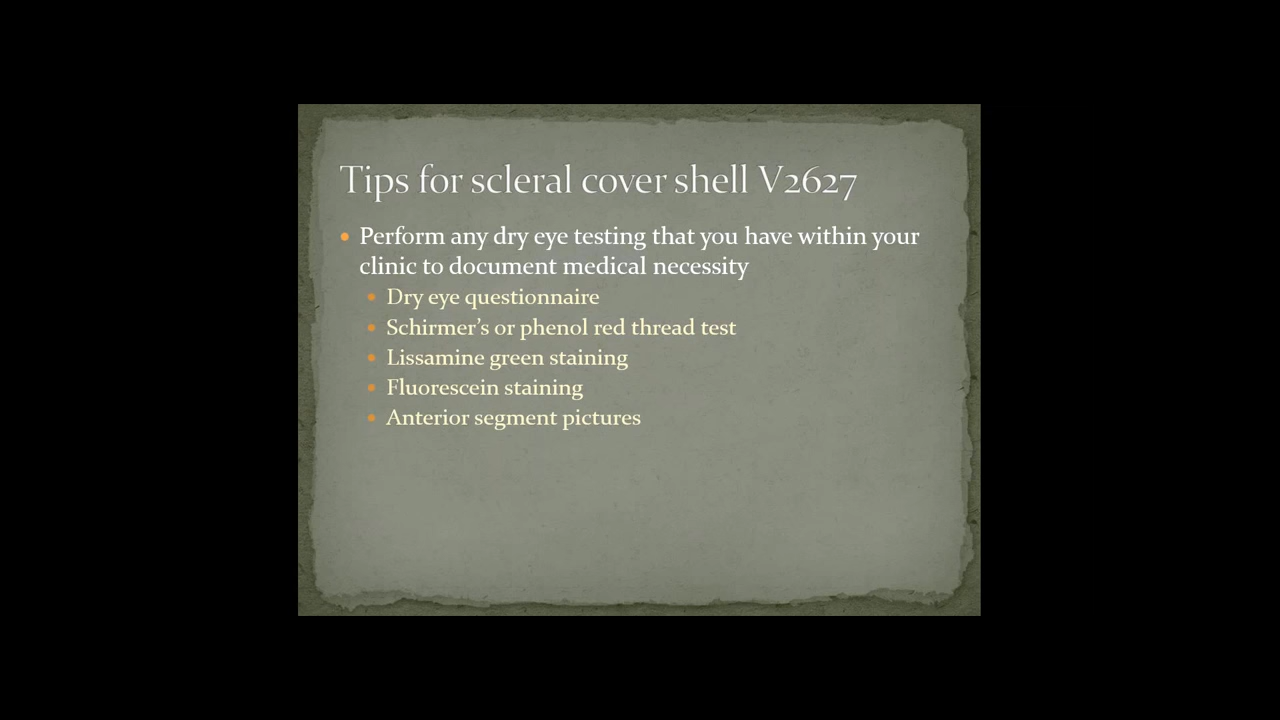 Tips for scleral cover shell V2627
Perform any dry eye testing that you have within your
clinic to document medical necessity
Dry eye questionnaire
Schirmer's or phenol red thread test
Lissamine green staining
Fluorescein staining
Anterior segment pictures